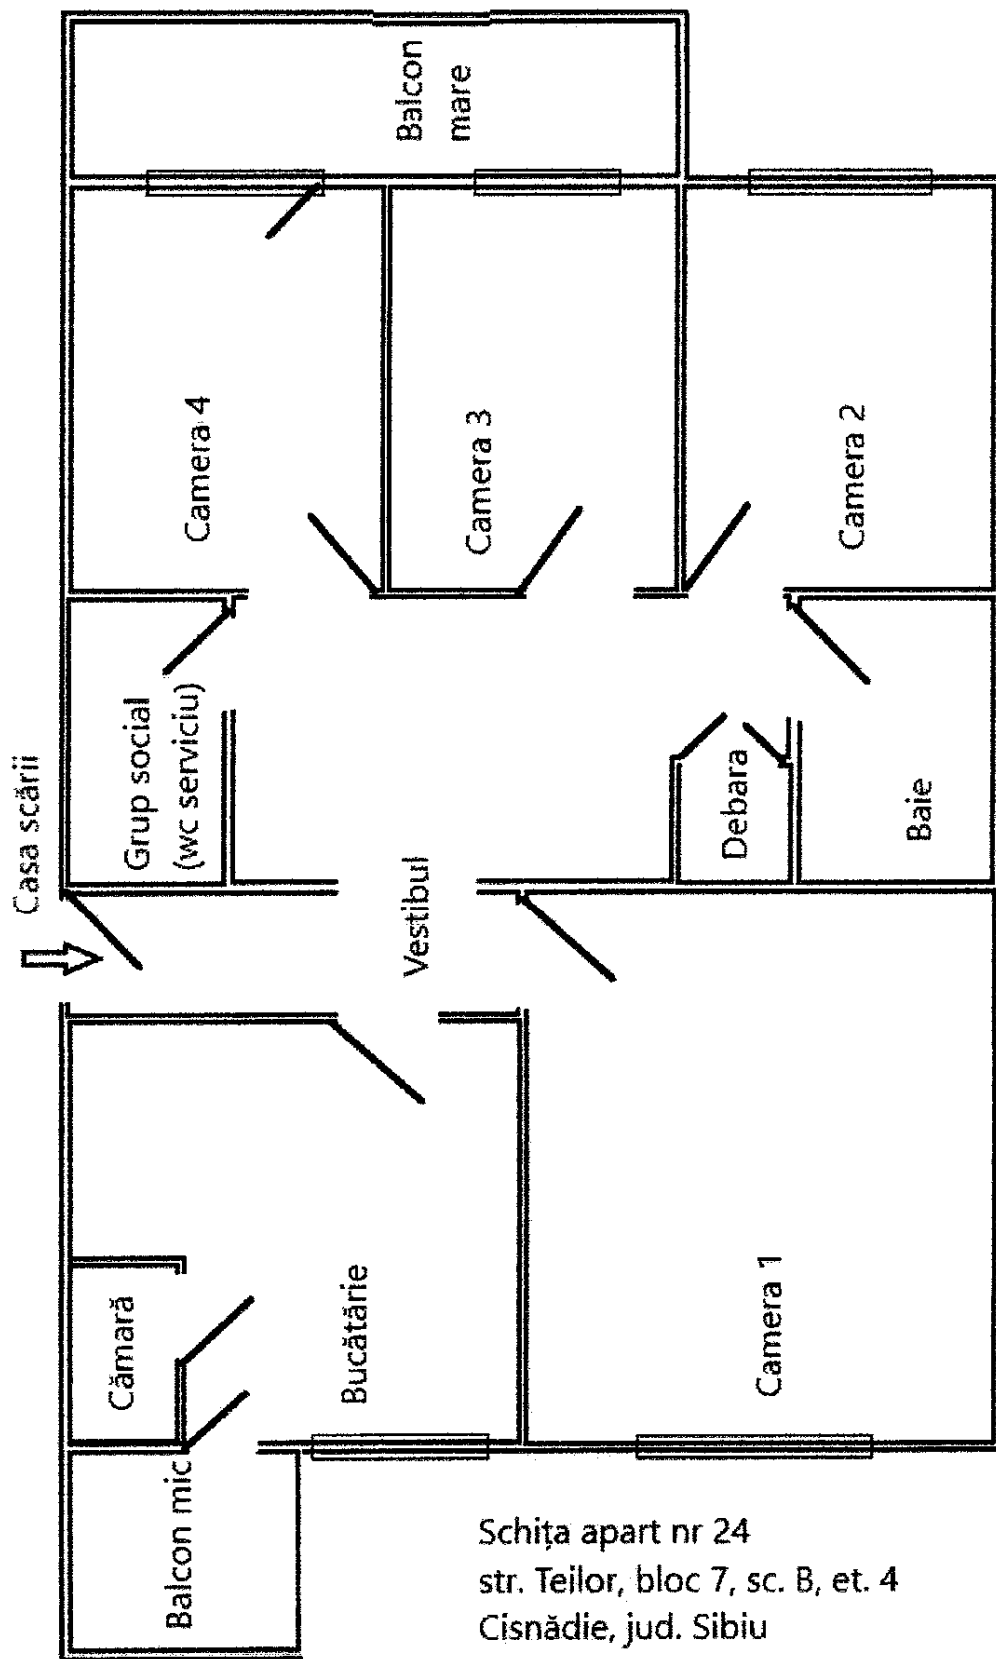 Balcon
mare
Camera 4
Camera 3
Camera 2
Casa scării
Grup social
(wc serviciu)
Debara
Baie
Vestibul
Cămară
Bucătărie
Camera 1
Balcon mic
Schița apart nr 24
str. Teilor, bloc 7, sc. B, et. 4
Cisnădie, jud. Sibiu